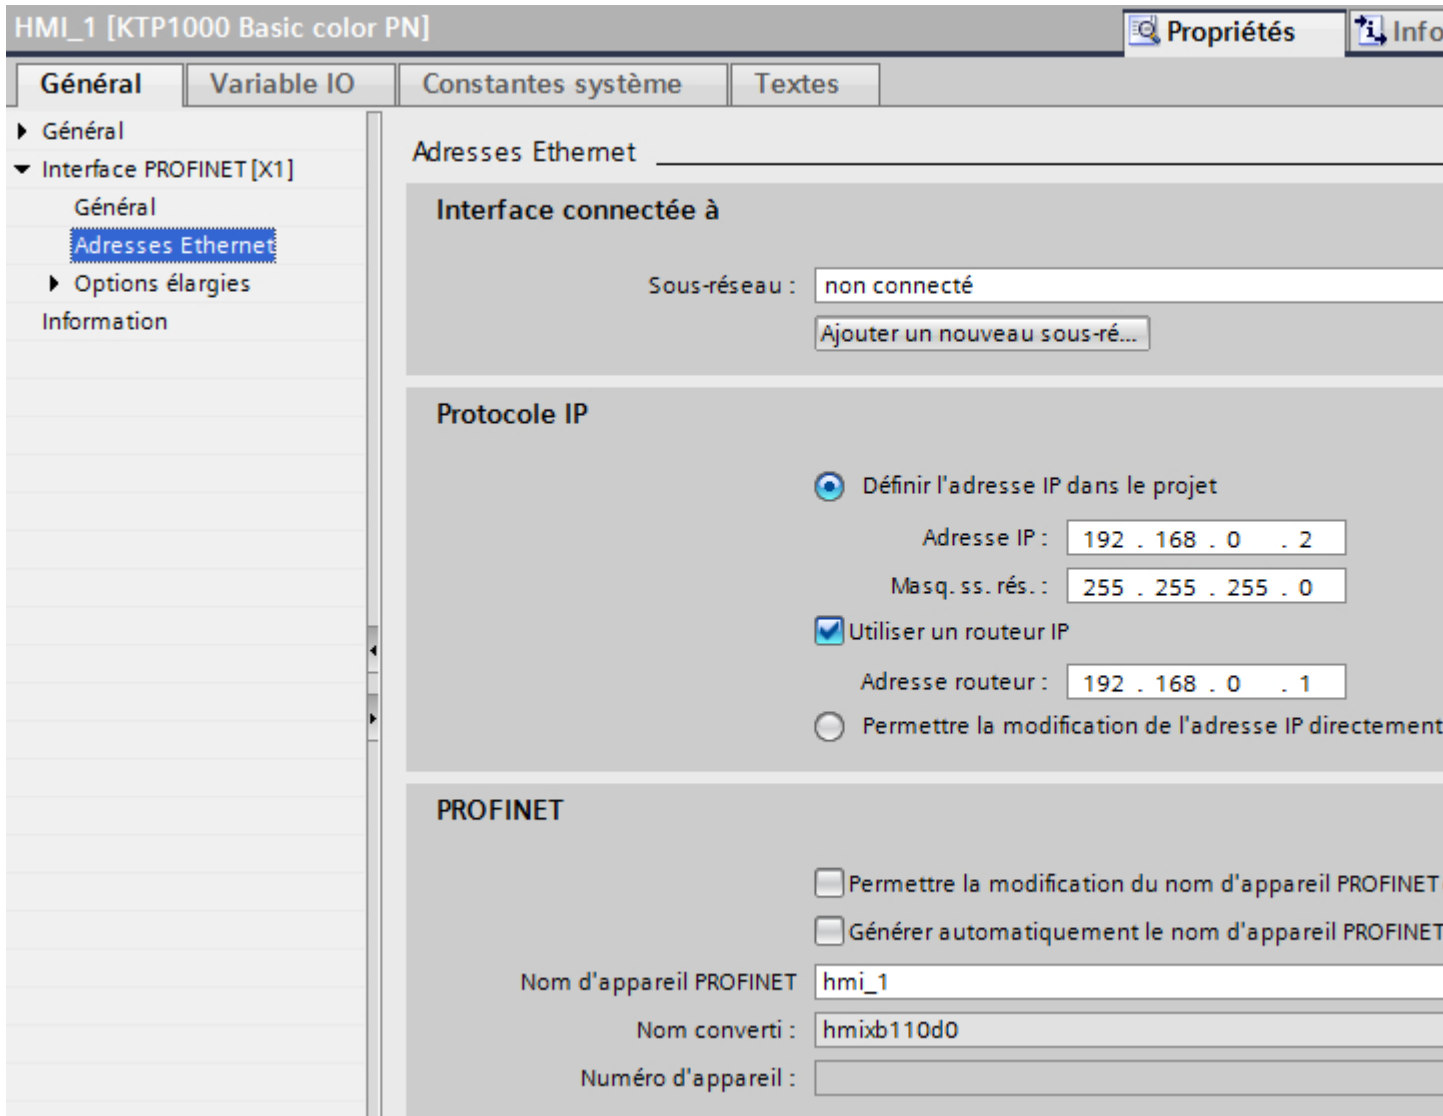 HMI_1 [KTP1000 Basic color PN]
Propriétés
Info
Général
Variable IO
Constantes système
Textes
Général
Interface PROFINET [X1]
Général
Adresses Ethernet
Options élargies
Information
Adresses Ethernet
Interface connectée à
Sous-réseau : non connecté
Ajouter un nouveau sous-ré...
Protocole IP
Définir l'adresse IP dans le projet
Adresse IP : 192 . 168 . 0 . 2
Masq. ss. rés. : 255 . 255 . 255 . 0
Utiliser un routeur IP
Adresse routeur : 192 . 168 . 0 . 1
Permettre la modification de l'adresse IP directement
PROFINET
Permettre la modification du nom d'appareil PROFINET
Générer automatiquement le nom d'appareil PROFINET
Nom d'appareil PROFINET hmi_1
Nom converti : hmixb110d0
Numéro d'appareil :